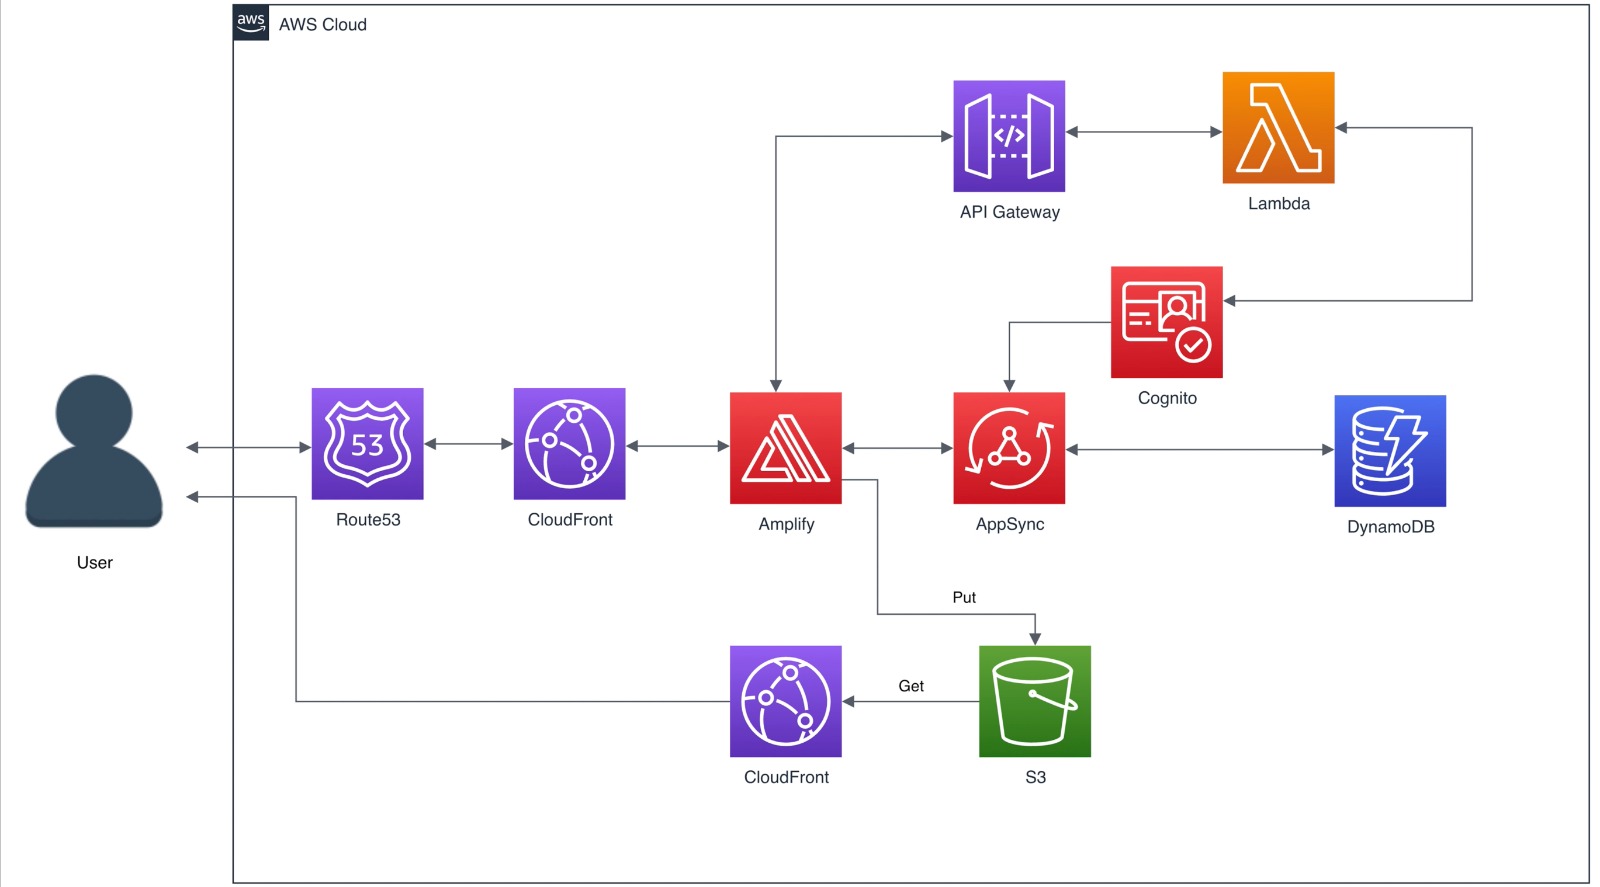 aws
AWS Cloud
API Gateway
Lambda
Cognito
53
Route53
CloudFront
Amplify
AppSync
DynamoDB
User
Put
Get
CloudFront
S3